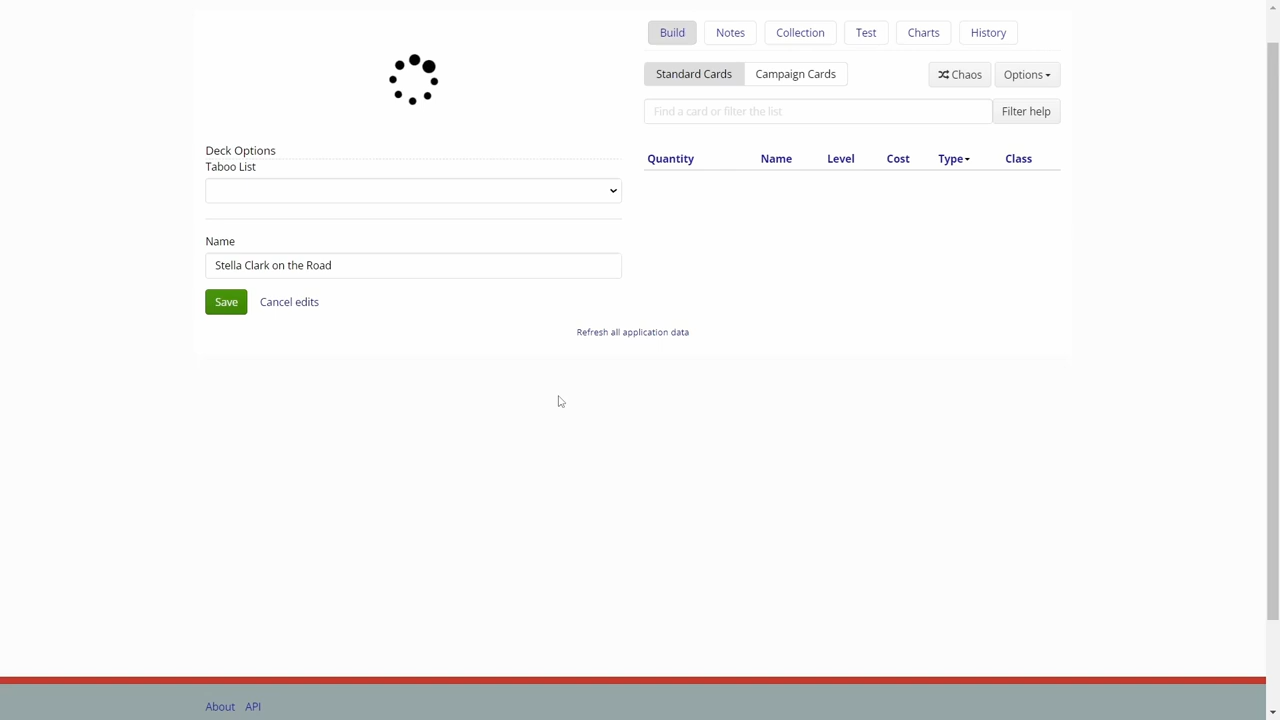 Build Notes Collection Test Charts History
Standard Cards Campaign Cards Chaos Options
Find a card or filter the list Filter help
Deck Options
Taboo List
Quantity Name Level Cost Type Class
Name
Stella Clark on the Road
Save Cancel edits
Refresh all application data
About API